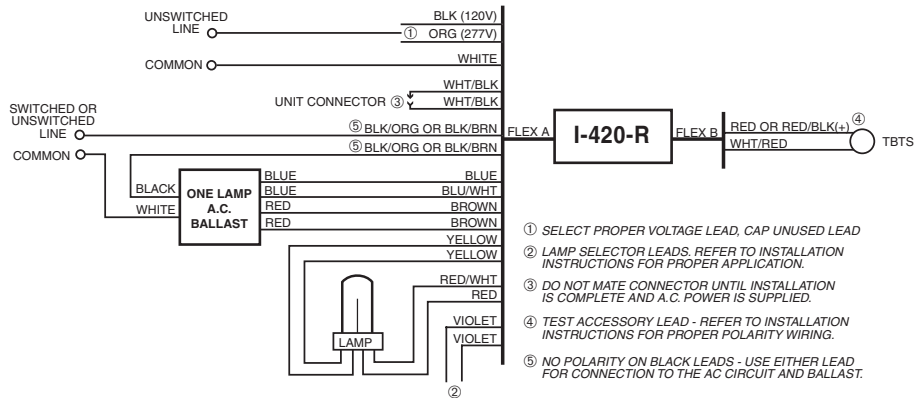 UNSWITCHED
LINE
BLK (120V)
① ORG (277V)
COMMON
WHITE
WHT/BLK
UNIT CONNECTOR ③
WHT/BLK
SWITCHED OR
UNSWITCHED
LINE
⑤ BLK/ORG OR BLK/BRN
COMMON
⑤ BLK/ORG OR BLK/BRN
FLEX A
I-420-R
FLEX B
RED OR RED/BLK(+)
④
TBTS
WHT/RED
BLACK
WHITE
ONE LAMP
A.C.
BALLAST
BLUE
BLUE
BLUE
BLU/WHT
RED
BROWN
RED
BROWN
YELLOW
YELLOW
RED/WHT
RED
LAMP
VIOLET
VIOLET
②
① SELECT PROPER VOLTAGE LEAD, CAP UNUSED LEAD
② LAMP SELECTOR LEADS. REFER TO INSTALLATION
INSTRUCTIONS FOR PROPER APPLICATION.
③ DO NOT MATE CONNECTOR UNTIL INSTALLATION
IS COMPLETE AND A.C. POWER IS SUPPLIED.
④ TEST ACCESSORY LEAD - REFER TO INSTALLATION
INSTRUCTIONS FOR PROPER POLARITY WIRING.
⑤ NO POLARITY ON BLACK LEADS - USE EITHER LEAD
FOR CONNECTION TO THE AC CIRCUIT AND BALLAST.